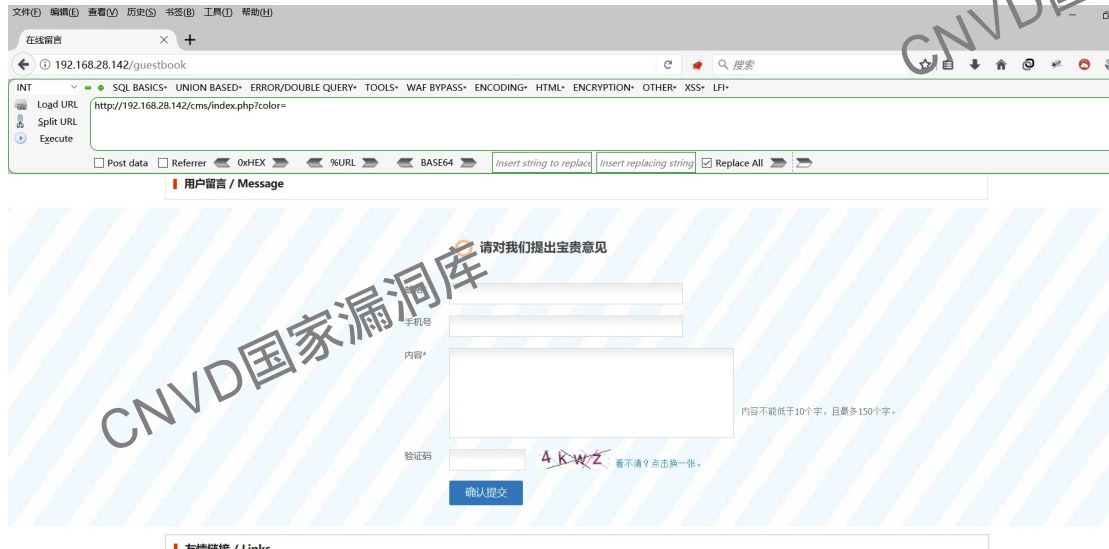 文件(F) 编辑(E) 查看(V) 历史(S) 书签(B) 工具(T) 帮助(H)
在线留言
192.168.28.142/guestbook
搜索
INT SQL BASICS UNION BASED ERROR/DOUBLE QUERY TOOLS WAF BYPASS ENCODING HTML ENCRYPTION OTHER XSS LFI
Load URL http://192.168.28.142/cms/index.php?color=
Split URL
Execute
Post data Referrer 0xHEX %URL BASE64 Insert string to replace Insert replacing string Replace All
用户留言 / Message
请对我们提出宝贵意见
手机号
内容*
内容不能低于10个字，且最多150个字。
验证码 4 K W Z 看不清？点击换一张。
确认提交
友情链接 / Links
CNVD国家漏洞库
CNVD